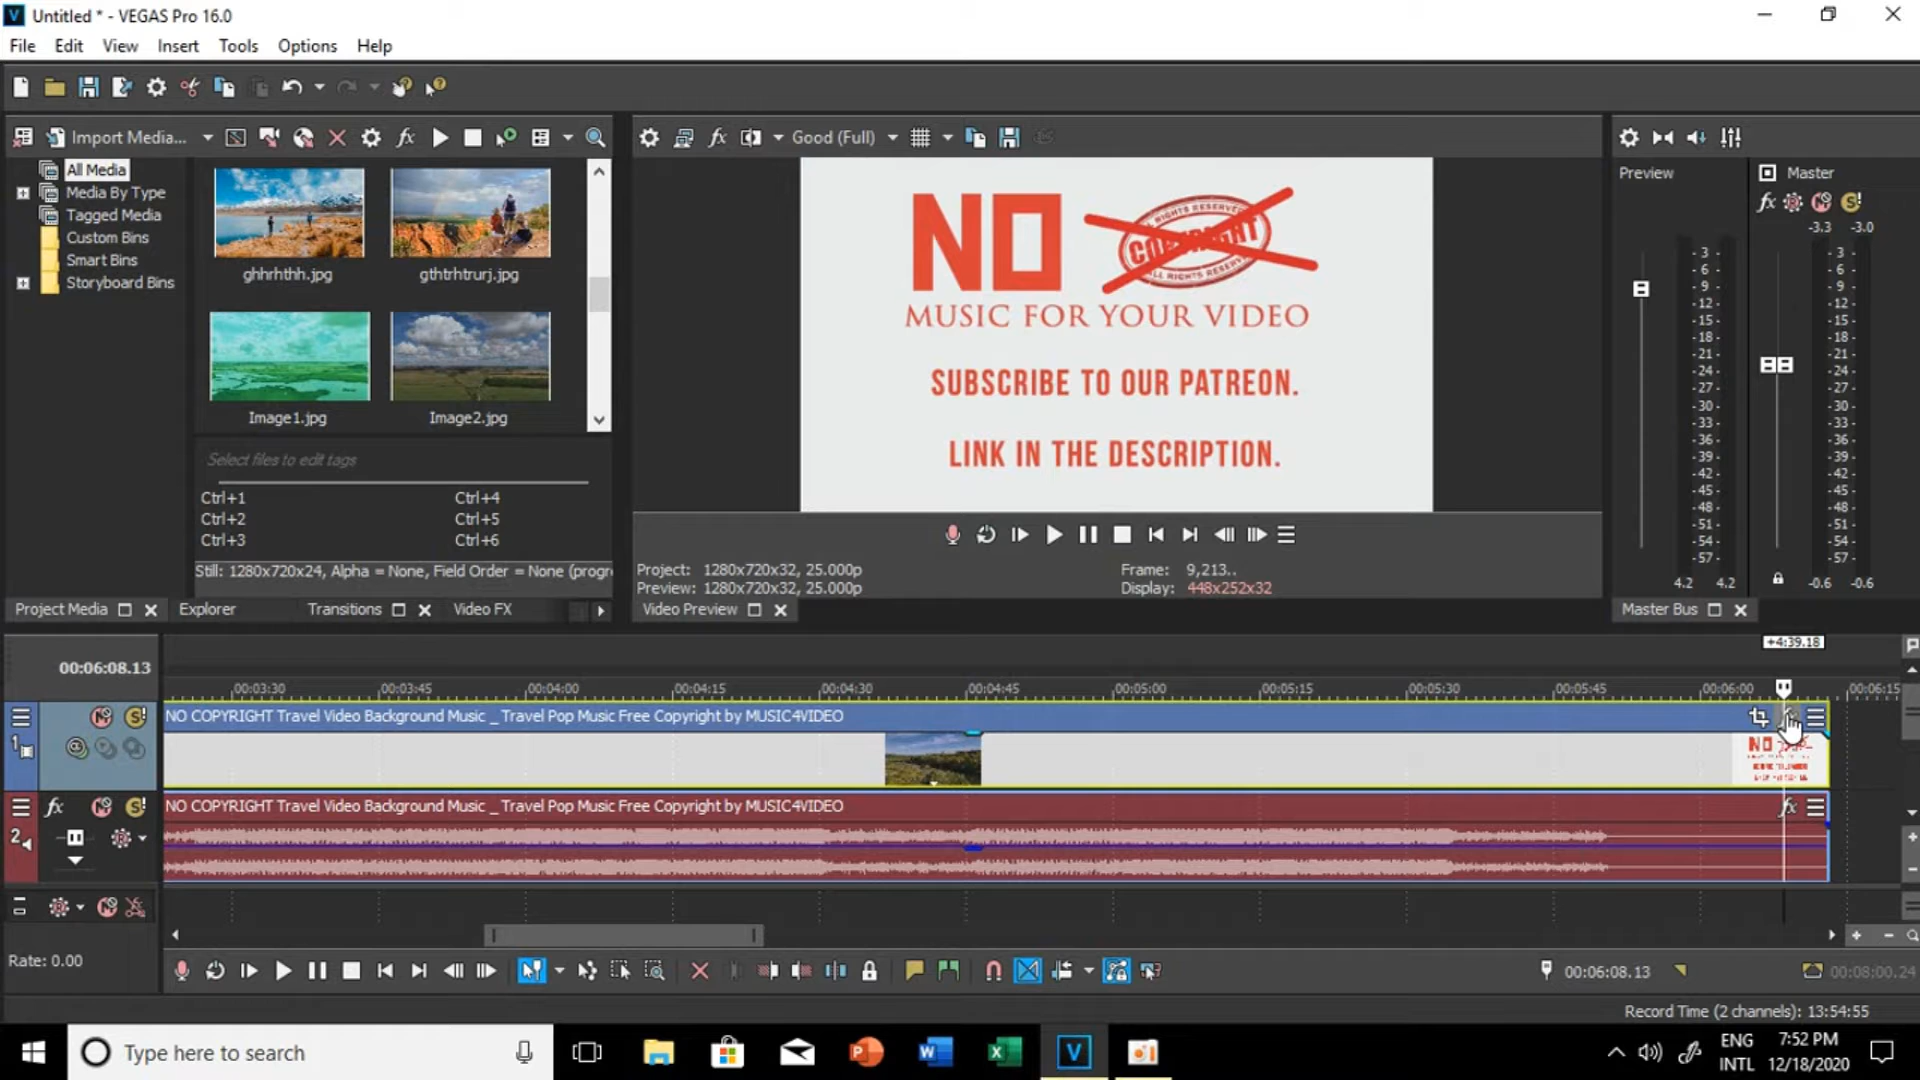 Untitled * - VEGAS Pro 16.0
File Edit View Insert Tools Options Help
Import Media...
Good (Full)
All Media
Media By Type
Tagged Media
Custom Bins
Smart Bins
Storyboard Bins
ghhrhthh.jpg gthtrhtrurj.jpg
Image1.jpg Image2.jpg
Select files to edit tags
Ctrl+1 Ctrl+4
Ctrl+2 Ctrl+5
Ctrl+3 Ctrl+6
Still: 1280x720x24, Alpha = None, Field Order = None (progr
Project Media Explorer Transitions Video FX
NO
ALL RIGHTS RESERVED
COPYRIGHT
ALL RIGHTS RESERVED
MUSIC FOR YOUR VIDEO
SUBSCRIBE TO OUR PATREON.
LINK IN THE DESCRIPTION.
Project: 1280x720x32, 25.000p Frame: 9,213..
Preview: 1280x720x32, 25.000p Display: 448x252x32
Video Preview
Preview Master
fx
-3.3 -3.0
3 3
6 6
9 9
12 12
15 15
18 18
21 21
24 24
27 27
30 30
33 33
36 36
39 39
42 42
45 45
48 48
51 51
54 54
57 57
4.2 4.2 -0.6 -0.6
Master Bus
+4:39.18
00:06:08.13
00:03:30 00:03:45 00:04:00 00:04:15 00:04:30 00:04:45 00:05:00 00:05:15 00:05:30 00:05:45 00:06:00 00:06:15
NO COPYRIGHT Travel Video Background Music _ Travel Pop Music Free Copyright by MUSIC4VIDEO
1
NO
fx NO COPYRIGHT Travel Video Background Music _ Travel Pop Music Free Copyright by MUSIC4VIDEO fx
2
Rate: 0.00
00:06:08.13 00:08:00.24
Record Time (2 channels): 13:54:55
Type here to search
ENG 7:52 PM
INTL 12/18/2020